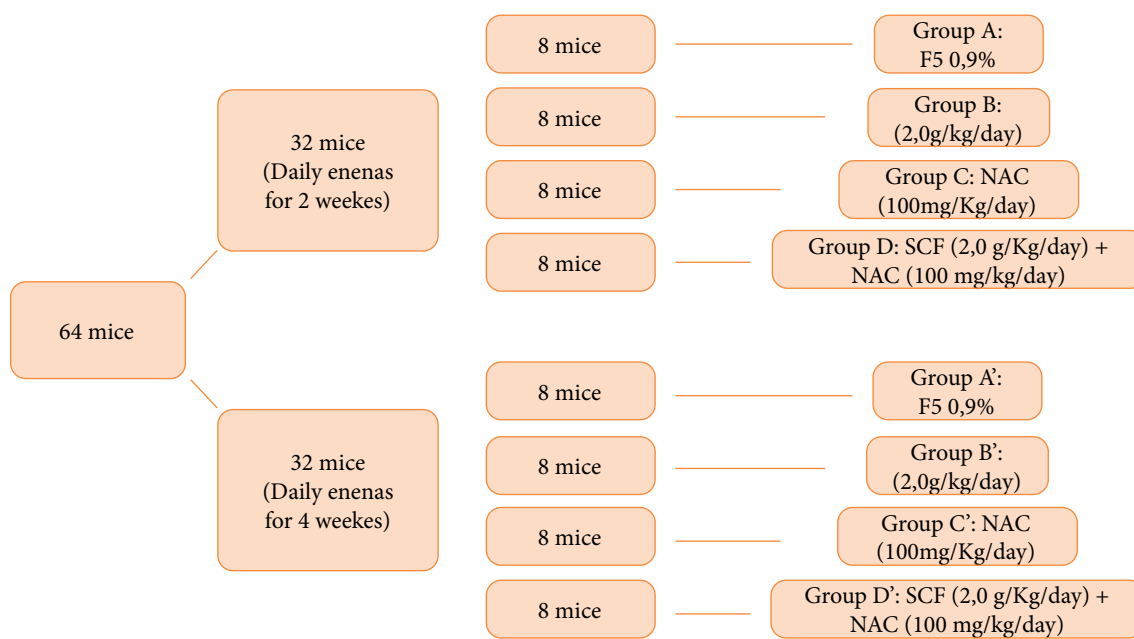 64 mice
32 mice
(Daily enenas
for 2 weekes)
8 mice
Group A:
F5 0,9%
8 mice
Group B:
(2,0g/kg/day)
8 mice
Group C: NAC
(100mg/Kg/day)
8 mice
Group D: SCF (2,0 g/Kg/day) +
NAC (100 mg/kg/day)
32 mice
(Daily enenas
for 4 weekes)
8 mice
Group A’:
F5 0,9%
8 mice
Group B’:
(2,0g/kg/day)
8 mice
Group C’: NAC
(100mg/Kg/day)
8 mice
Group D’: SCF (2,0 g/Kg/day) +
NAC (100 mg/kg/day)